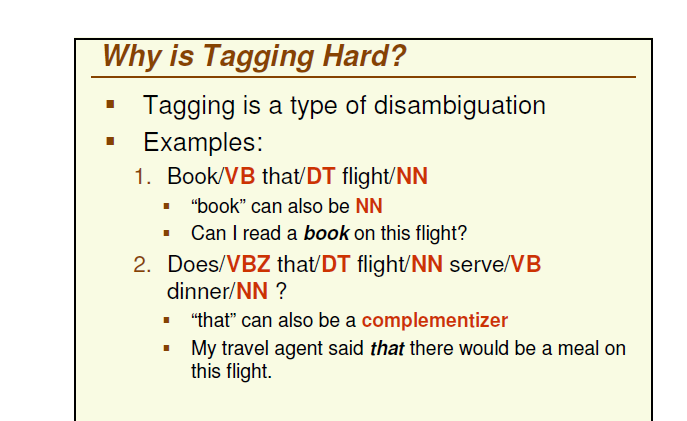 Why is Tagging Hard?
▪ Tagging is a type of disambiguation
▪ Examples:
1. Book/VB that/DT flight/NN
▪ “book” can also be NN
▪ Can I read a book on this flight?
2. Does/VBZ that/DT flight/NN serve/VB
dinner/NN ?
▪ “that” can also be a complementizer
▪ My travel agent said that there would be a meal on
this flight.